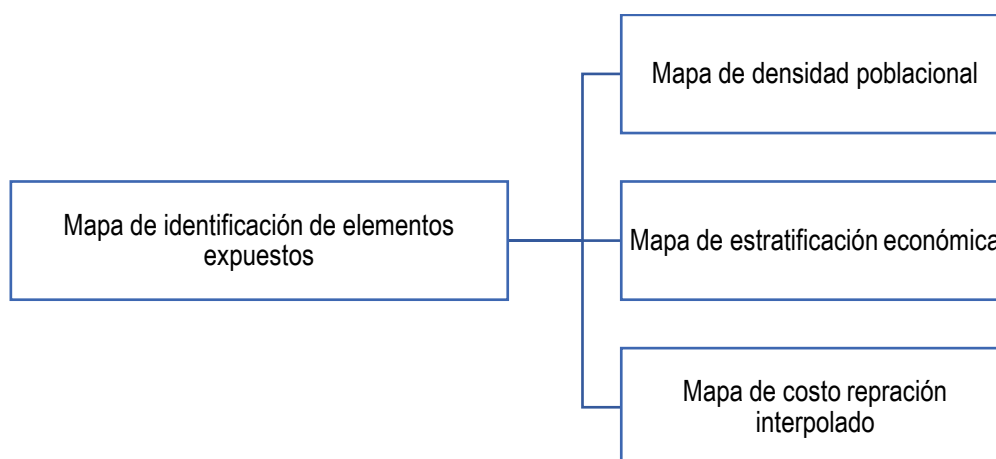 Mapa de densidad poblacional
Mapa de identificación de elementos
expuestos
Mapa de estratificación económica
Mapa de costo repración
interpolado